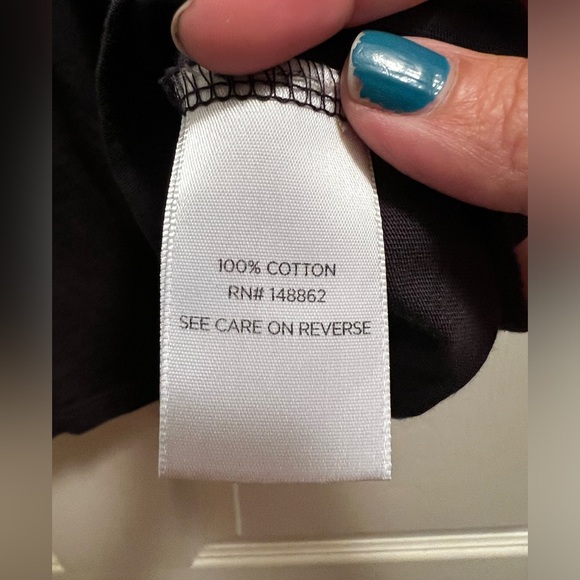 100% COTTON
RN# 148862
SEE CARE ON REVERSE